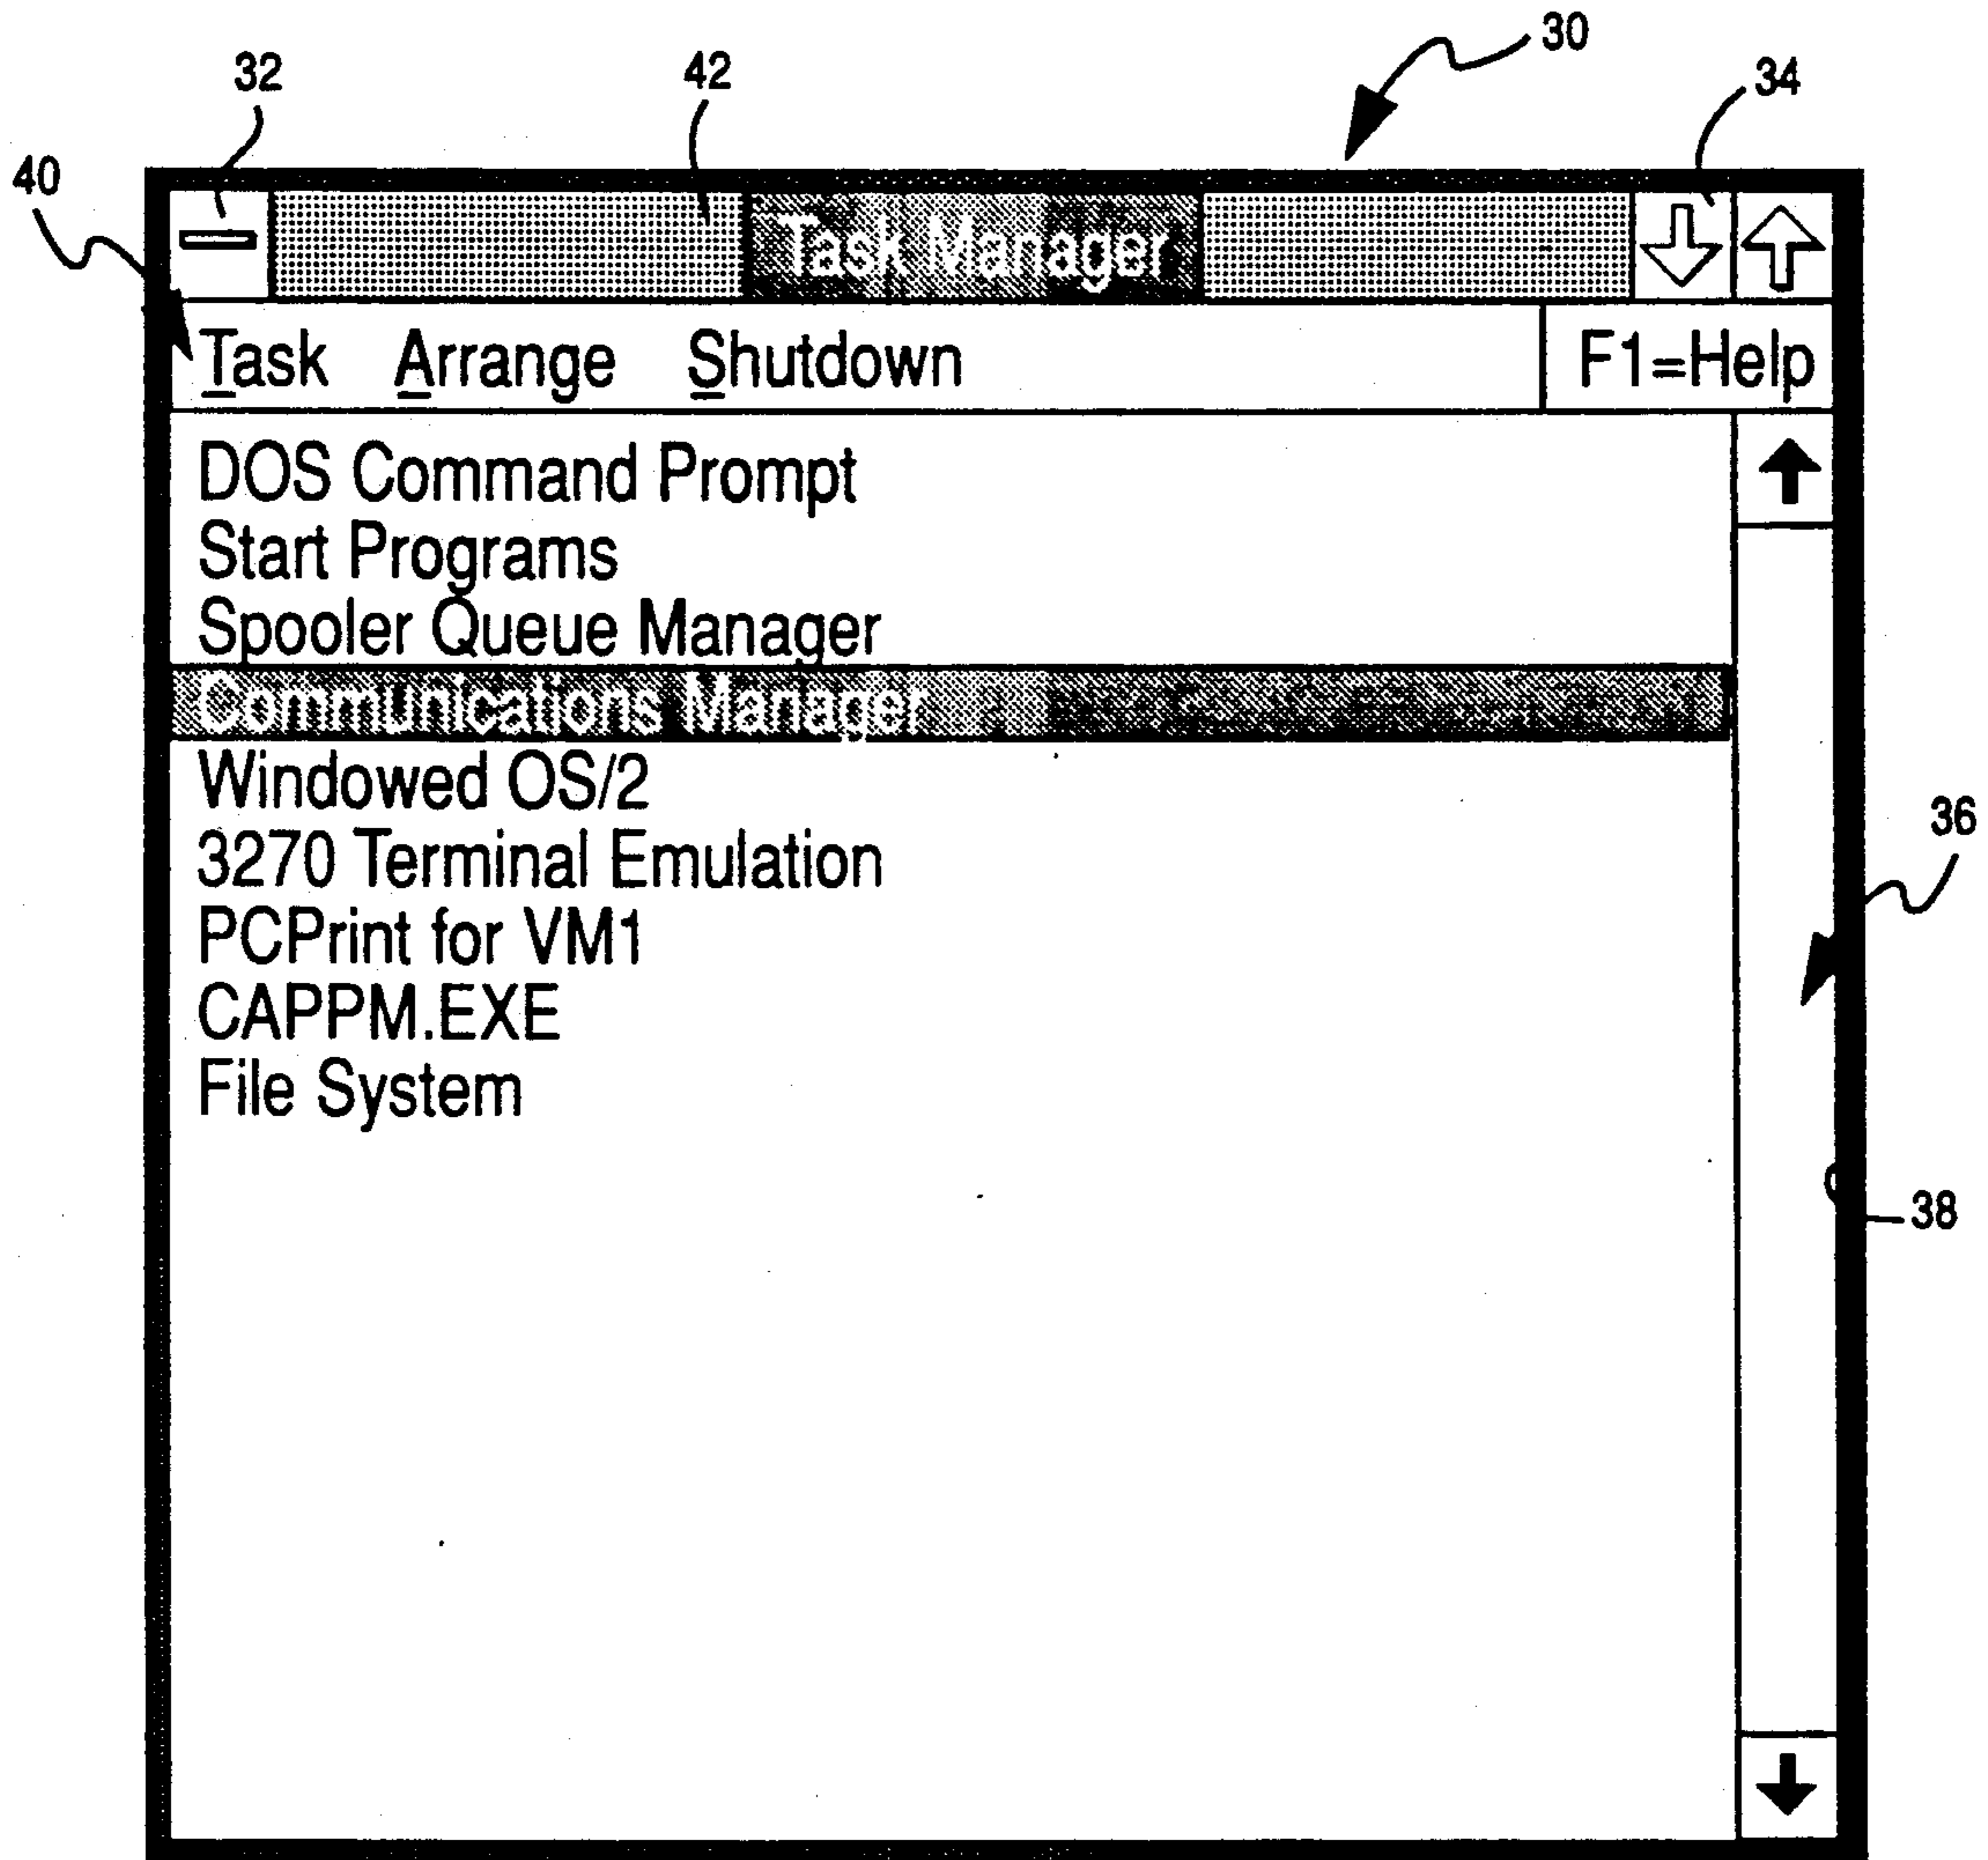 30
32
42
34
40
Task Manager
Task Arrange Shutdown F1=Help
DOS Command Prompt
Start Programs
Spooler Queue Manager
Communications Manager
Windowed OS/2
36
3270 Terminal Emulation
PCPrint for VM1
CAPPM.EXE
File System
38